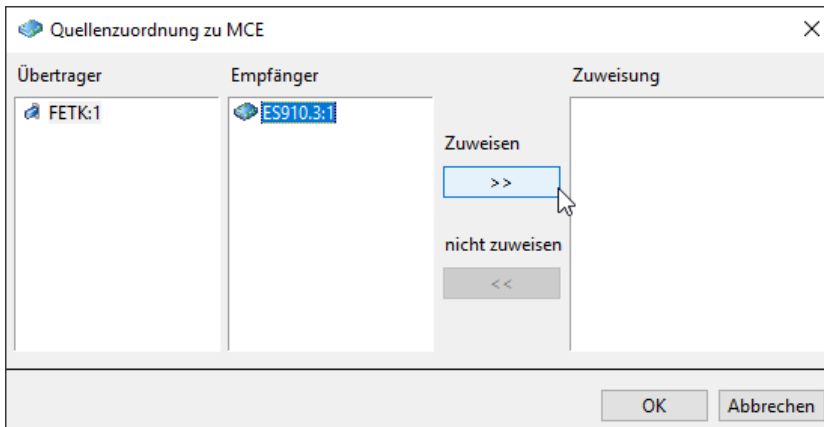 Quellenzuordnung zu MCE
Übertrager
Empfänger
Zuweisung
FETK:1
ES910.3:1
Zuweisen
>>
nicht zuweisen
<<
OK
Abbrechen